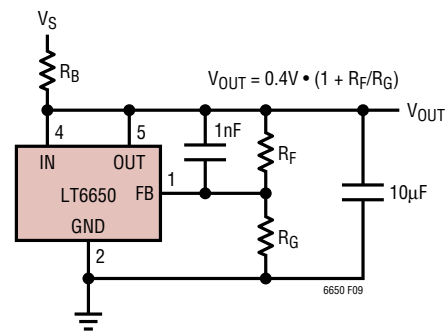 VS
RB
VOUT = 0.4V • (1 + RF/RG)
VOUT
4
5
1nF
IN
OUT
RF
LT6650
FB
1
10µF
GND
RG
2
6650 F09